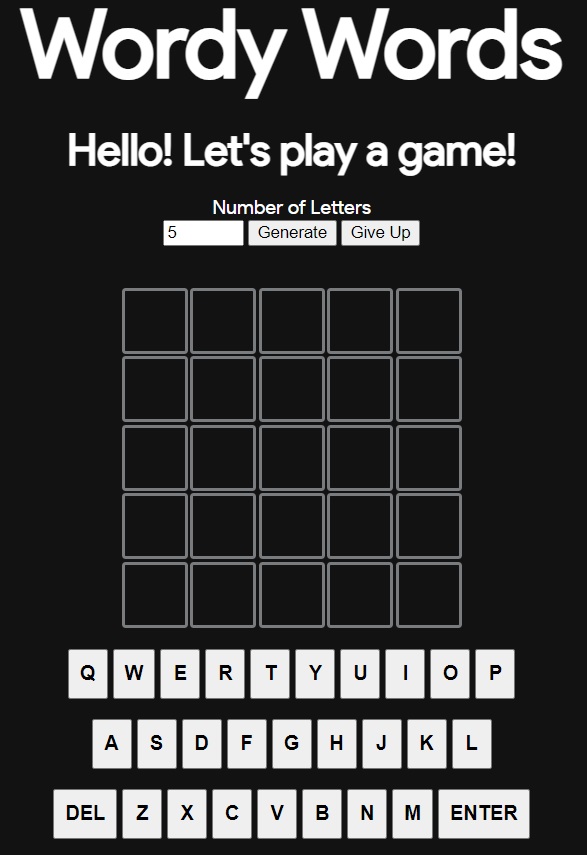 Wordy Words
Hello! Let's play a game!
Number of Letters
5 Generate Give Up
Q W E R T Y U I O P
A S D F G H J K L
DEL Z X C V B N M ENTER